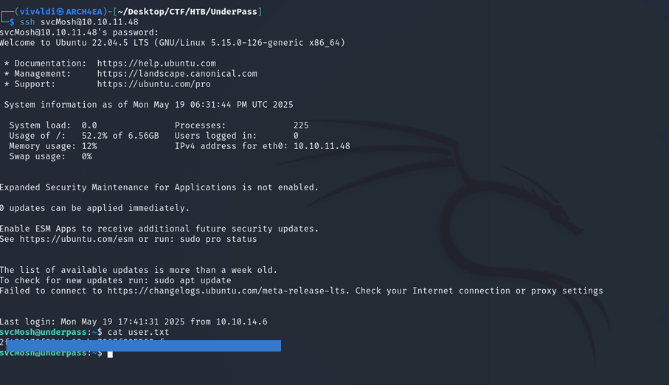 (viv4ldi㉿ARCH4EA)-[~/Desktop/CTF/HTB/UnderPass]
$ ssh svcMosh@10.10.11.48
svcMosh@10.10.11.48's password:
Welcome to Ubuntu 22.04.5 LTS (GNU/Linux 5.15.0-126-generic x86_64)
* Documentation:  https://help.ubuntu.com
* Management:     https://landscape.canonical.com
* Support:        https://ubuntu.com/pro
System information as of Mon May 19 06:31:44 PM UTC 2025
System load:  0.0               Processes:             225
Usage of /:   52.2% of 6.56GB   Users logged in:       0
Memory usage: 12%               IPv4 address for eth0: 10.10.11.48
Swap usage:   0%
Expanded Security Maintenance for Applications is not enabled.
0 updates can be applied immediately.
Enable ESM Apps to receive additional future security updates.
See https://ubuntu.com/esm or run: sudo pro status
The list of available updates is more than a week old.
To check for new updates run: sudo apt update
Failed to connect to https://changelogs.ubuntu.com/meta-release-lts. Check your Internet connection or proxy settings
Last login: Mon May 19 17:41:31 2025 from 10.10.14.6
svcMosh@underpass:~$ cat user.txt
svcMosh@underpass:~$